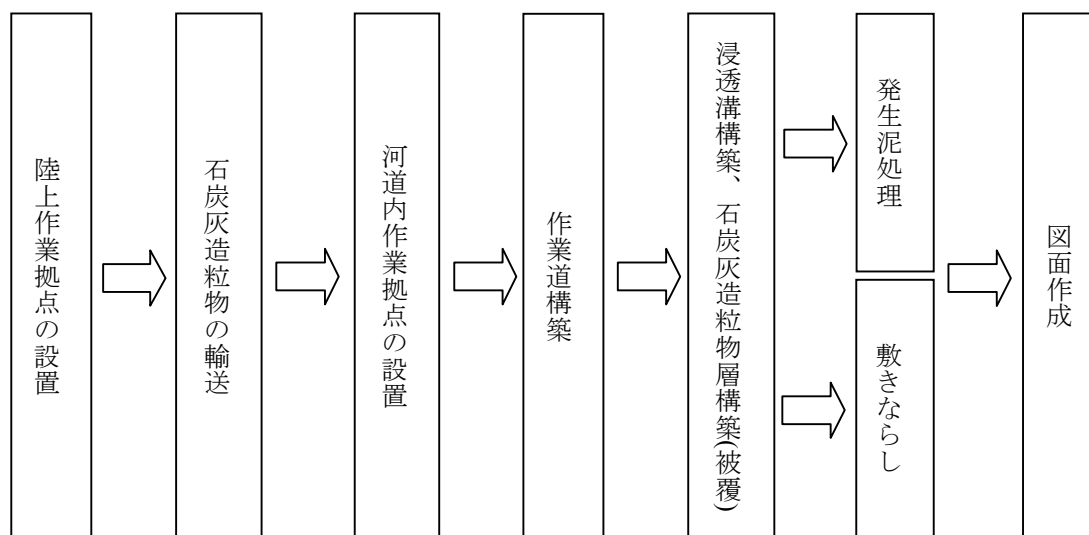 陸上作業拠点の設置
石炭灰造粒物の輸送
河道内作業拠点の設置
作業道構築
浸透溝構築、石炭灰造粒物層構築(被覆)
発生泥処理
敷きならし
図面作成